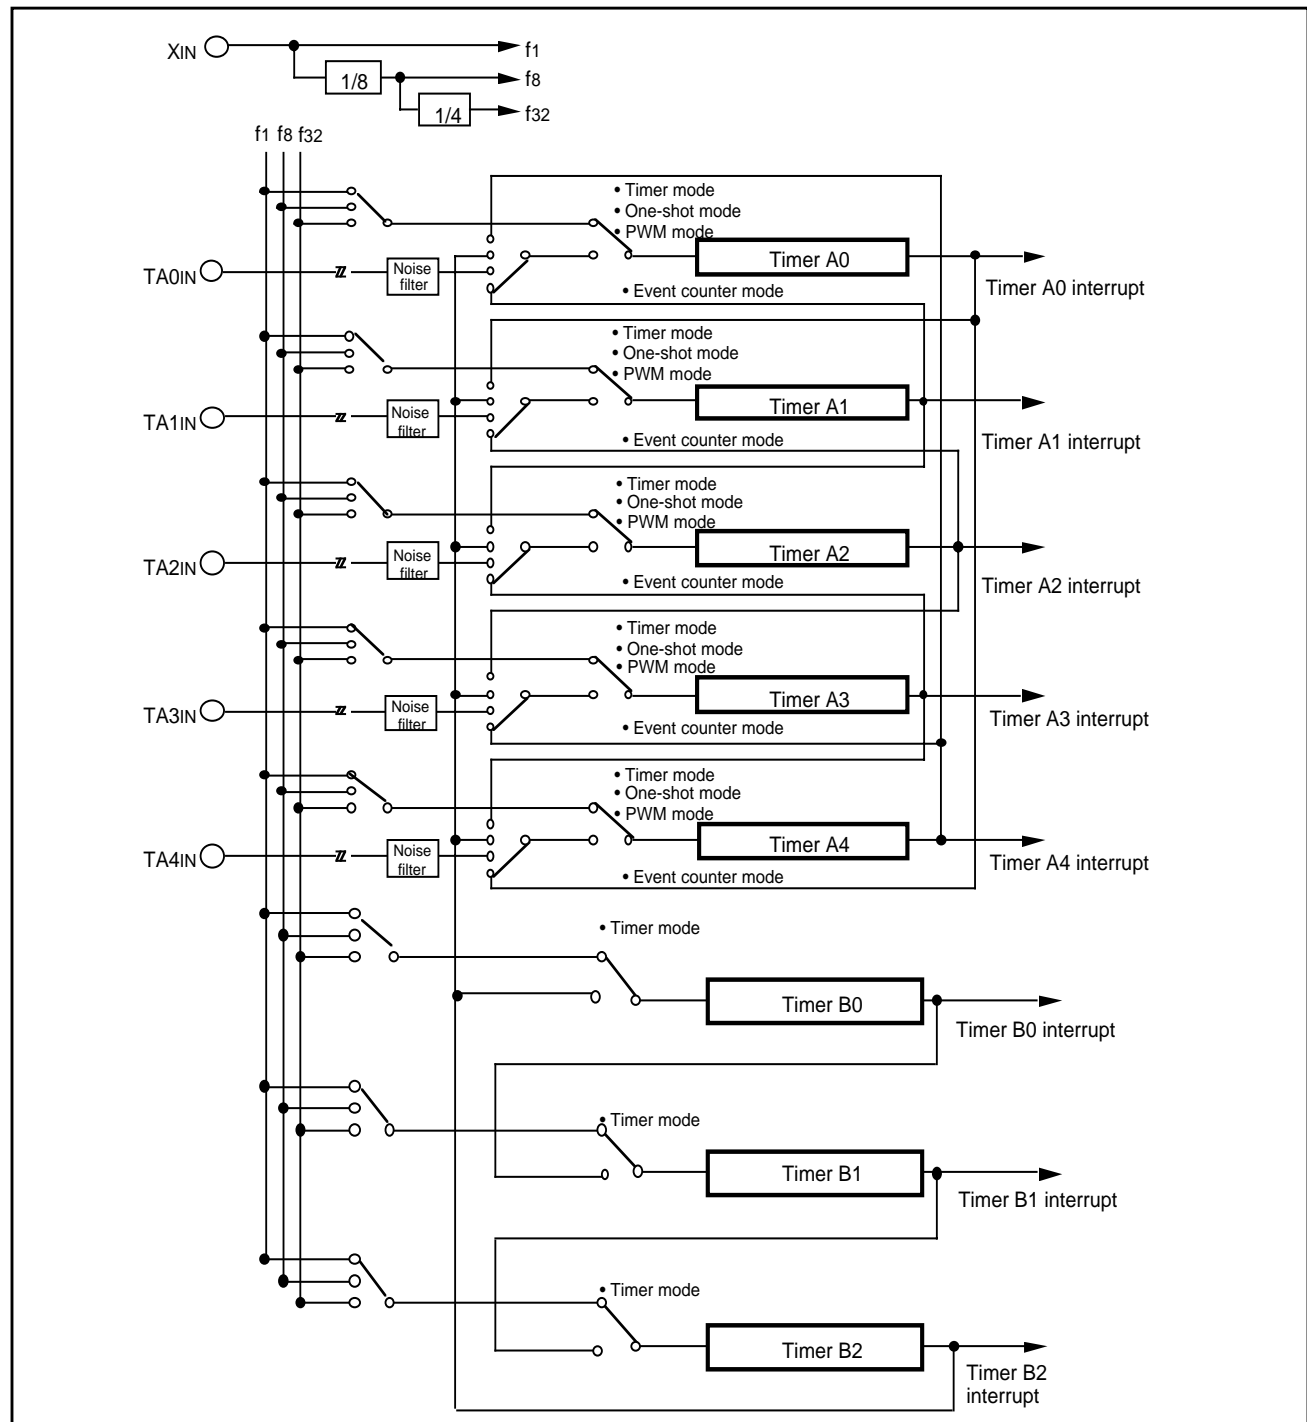 XIN
f1
1/8
f8
1/4
f32
f1 f8 f32
• Timer mode
• One-shot mode
• PWM mode
Timer A0
TA0IN
Noise
filter
• Event counter mode
Timer A0 interrupt
• Timer mode
• One-shot mode
• PWM mode
Timer A1
TA1IN
Noise
filter
• Event counter mode
Timer A1 interrupt
• Timer mode
• One-shot mode
• PWM mode
Timer A2
TA2IN
Noise
filter
• Event counter mode
Timer A2 interrupt
• Timer mode
• One-shot mode
• PWM mode
Timer A3
TA3IN
Noise
filter
• Event counter mode
Timer A3 interrupt
• Timer mode
• One-shot mode
• PWM mode
Timer A4
TA4IN
Noise
filter
• Event counter mode
Timer A4 interrupt
• Timer mode
Timer B0
Timer B0 interrupt
• Timer mode
Timer B1
Timer B1 interrupt
• Timer mode
Timer B2
Timer B2
interrupt